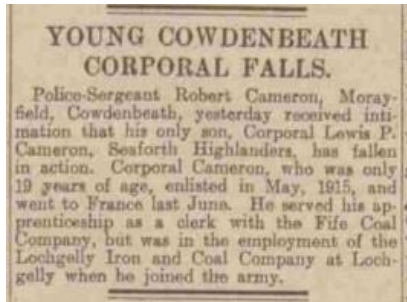 YOUNG COWDENBEATH
CORPORAL FALLS.
Police-Sergeant Robert Cameron, Moray-
field, Cowdenbeath, yesterday received inti-
mation that his only son, Corporal Lewis P.
Cameron, Seaforth Highlanders, has fallen
in action. Corporal Cameron, who was only
19 years of age, enlisted in May, 1915, and
went to France last June. He served his ap-
prenticeship as a clerk with the Fife Coal
Company, but was in the employment of the
Lochgelly Iron and Coal Company at Loch-
gelly when he joined the army.